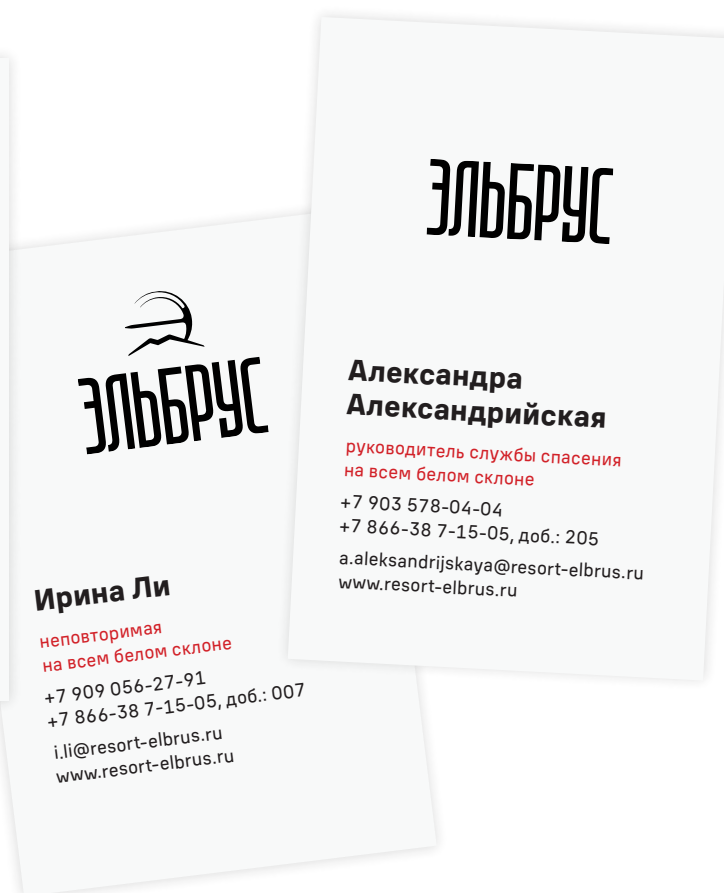 ЭЛЬБРУС
Ирина Ли
неповторимая
на всем белом склоне
+7 909 056-27-91
+7 866-38 7-15-05, доб.: 007
i.li@resort-elbrus.ru
www.resort-elbrus.ru
ЭЛЬБРУС
Александра
Александрийская
руководитель службы спасения
на всем белом склоне
+7 903 578-04-04
+7 866-38 7-15-05, доб.: 205
a.aleksandrijskaya@resort-elbrus.ru
www.resort-elbrus.ru